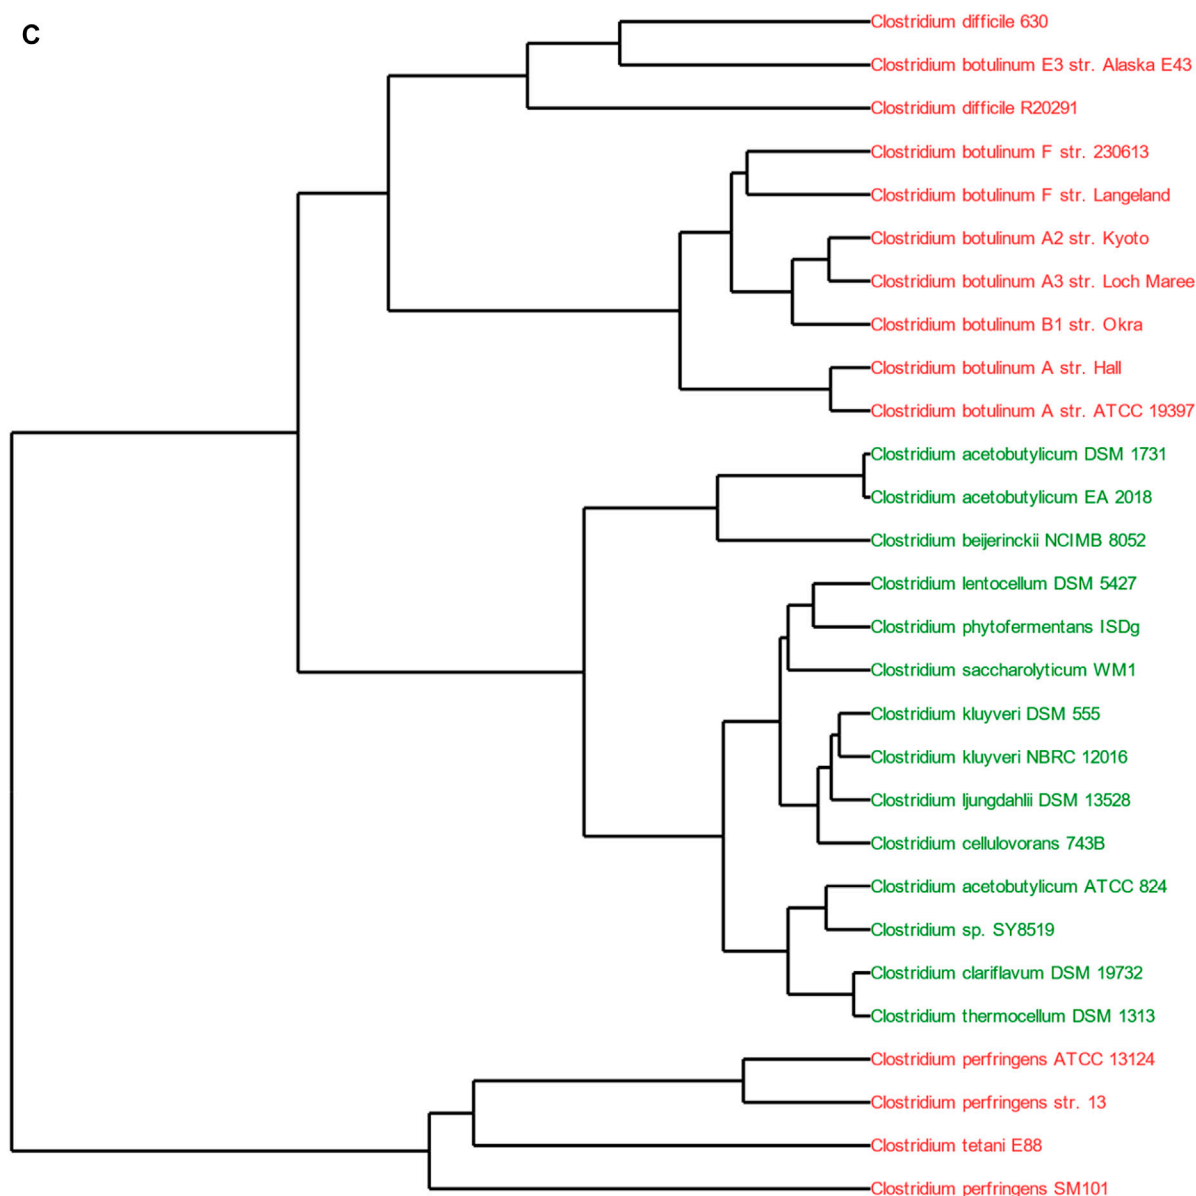 C
Clostridium difficile 630
Clostridium botulinum E3 str. Alaska E43
Clostridium difficile R20291
Clostridium botulinum F str. 230613
Clostridium botulinum F str. Langeland
Clostridium botulinum A2 str. Kyoto
Clostridium botulinum A3 str. Loch Maree
Clostridium botulinum B1 str. Okra
Clostridium botulinum A str. Hall
Clostridium botulinum A str. ATCC 19397
Clostridium acetobutylicum DSM 1731
Clostridium acetobutylicum EA 2018
Clostridium beijerinckii NCIMB 8052
Clostridium lentocellum DSM 5427
Clostridium phytofermentans ISDg
Clostridium saccharolyticum WM1
Clostridium kluyveri DSM 555
Clostridium kluyveri NBRC 12016
Clostridium ljungdahlii DSM 13528
Clostridium cellulovorans 743B
Clostridium acetobutylicum ATCC 824
Clostridium sp. SY8519
Clostridium clariflavum DSM 19732
Clostridium thermocellum DSM 1313
Clostridium perfringens ATCC 13124
Clostridium perfringens str. 13
Clostridium tetani E88
Clostridium perfringens SM101